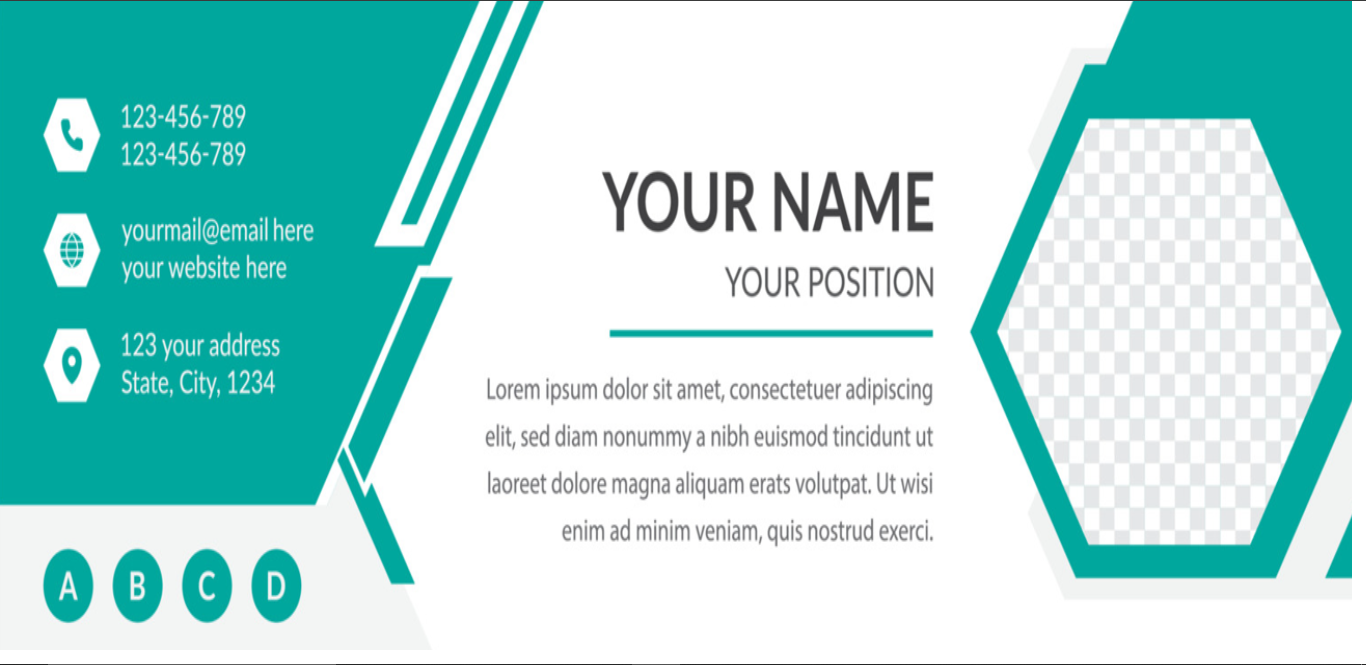 123-456-789
123-456-789
yourmail@email here
your website here
123 your address
State, City, 1234
A B C D
YOUR NAME
YOUR POSITION
Lorem ipsum dolor sit amet, consectetuer adipiscing
elit, sed diam nonummy a nibh euismod tincidunt ut
laoreet dolore magna aliquam erats volutpat. Ut wisi
enim ad minim veniam, quis nostrud exerci.